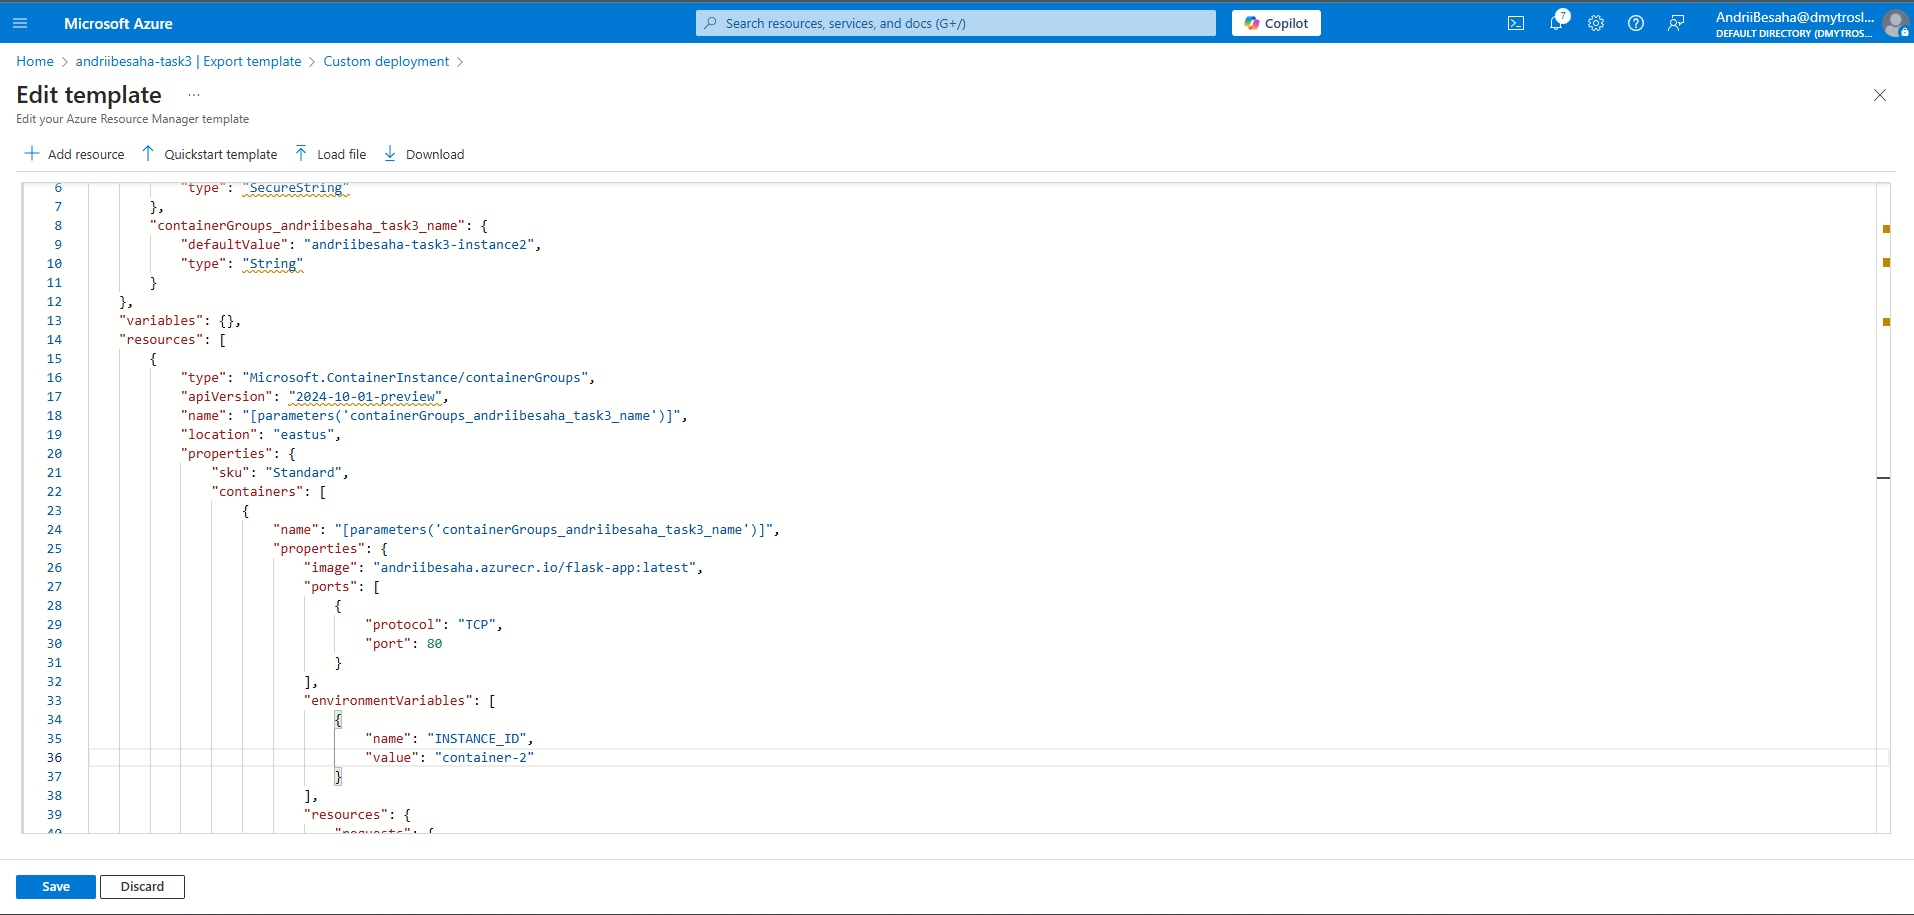 Microsoft Azure
Search resources, services, and docs (G+/)
Copilot
7
AndriiBesaha@dmytrosl...
DEFAULT DIRECTORY (DMYTROS...
Home > andriibesaha-task3 | Export template > Custom deployment >
Edit template ...
Edit your Azure Resource Manager template
Add resource Quickstart template Load file Download
6 "type": "SecureString"
7 },
8 "containerGroups_andriibesaha_task3_name": {
9 "defaultValue": "andriibesaha-task3-instance2",
10 "type": "String"
11 }
12 },
13 "variables": {},
14 "resources": [
15 {
16 "type": "Microsoft.ContainerInstance/containerGroups",
17 "apiVersion": "2024-10-01-preview",
18 "name": "[parameters('containerGroups_andriibesaha_task3_name')]",
19 "location": "eastus",
20 "properties": {
21 "sku": "Standard",
22 "containers": [
23 {
24 "name": "[parameters('containerGroups_andriibesaha_task3_name')]",
25 "properties": {
26 "image": "andriibesaha.azurecr.io/flask-app:latest",
27 "ports": [
28 {
29 "protocol": "TCP",
30 "port": 80
31 }
32 ],
33 "environmentVariables": [
34 {
35 "name": "INSTANCE_ID",
36 "value": "container-2"
37 }
38 ],
39 "resources": {
40 "requests": {
Save Discard